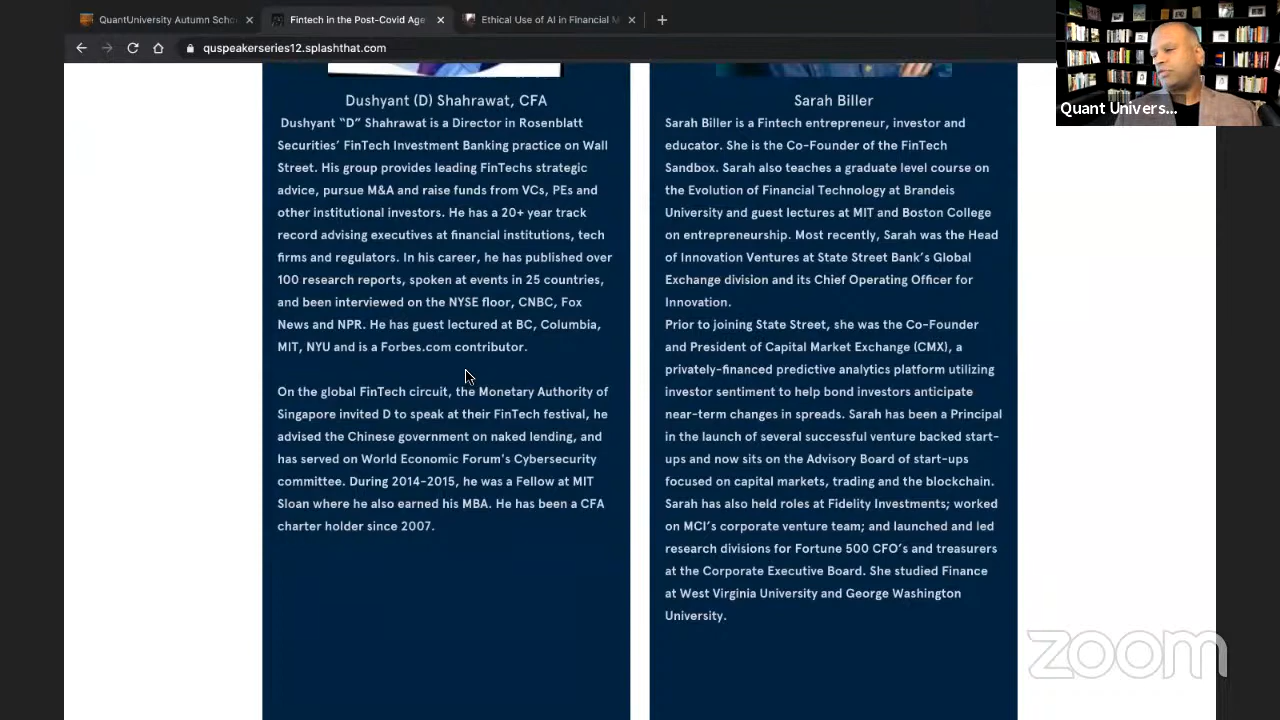 QuantUniversity Autumn Scho
Fintech in the Post-Covid Age
Ethical Use of AI in Financial M
quspeakerseries12.splashthat.com
Quant Univers...
Dushyant (D) Shahrawat, CFA
Dushyant “D” Shahrawat is a Director in Rosenblatt
Securities’ FinTech Investment Banking practice on Wall
Street. His group provides leading FinTechs strategic
advice, pursue M&A and raise funds from VCs, PEs and
other institutional investors. He has a 20+ year track
record advising executives at financial institutions, tech
firms and regulators. In his career, he has published over
100 research reports, spoken at events in 25 countries,
and been interviewed on the NYSE floor, CNBC, Fox
News and NPR. He has guest lectured at BC, Columbia,
MIT, NYU and is a Forbes.com contributor.
On the global FinTech circuit, the Monetary Authority of
Singapore invited D to speak at their FinTech festival, he
advised the Chinese government on naked lending, and
has served on World Economic Forum's Cybersecurity
committee. During 2014-2015, he was a Fellow at MIT
Sloan where he also earned his MBA. He has been a CFA
charter holder since 2007.
Sarah Biller
Sarah Biller is a Fintech entrepreneur, investor and
educator. She is the Co-Founder of the FinTech
Sandbox. Sarah also teaches a graduate level course on
the Evolution of Financial Technology at Brandeis
University and guest lectures at MIT and Boston College
on entrepreneurship. Most recently, Sarah was the Head
of Innovation Ventures at State Street Bank’s Global
Exchange division and its Chief Operating Officer for
Innovation.
Prior to joining State Street, she was the Co-Founder
and President of Capital Market Exchange (CMX), a
privately-financed predictive analytics platform utilizing
investor sentiment to help bond investors anticipate
near-term changes in spreads. Sarah has been a Principal
in the launch of several successful venture backed start-
ups and now sits on the Advisory Board of start-ups
focused on capital markets, trading and the blockchain.
Sarah has also held roles at Fidelity Investments; worked
on MCI’s corporate venture team; and launched and led
research divisions for Fortune 500 CFO’s and treasurers
at the Corporate Executive Board. She studied Finance
at West Virginia University and George Washington
University.
zoom